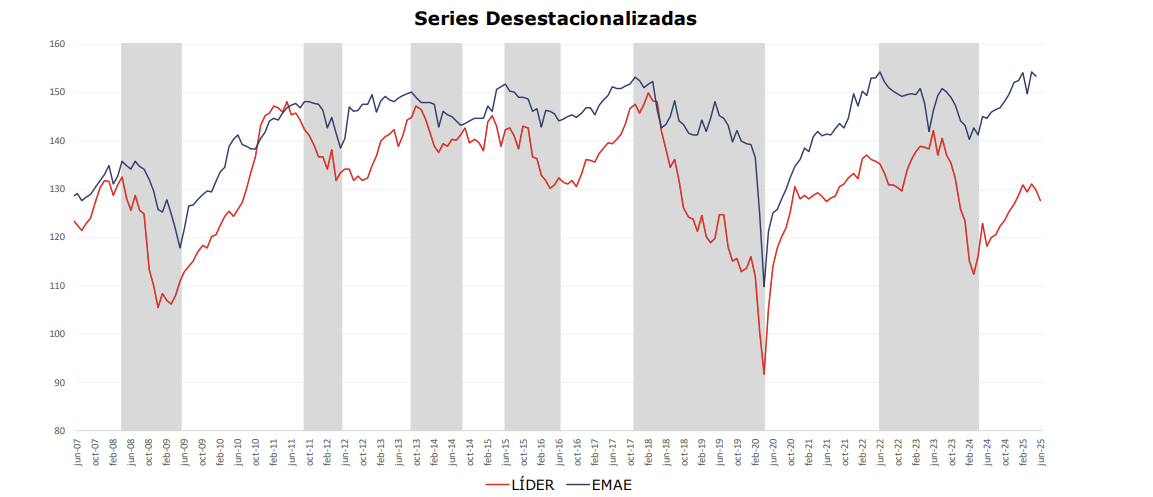 Series Desestacionalizadas
160
150
140
130
120
110
100
90
80
jun-07
oct-07
feb-08
jun-08
oct-08
feb-09
jun-09
oct-09
feb-10
jun-10
oct-10
feb-11
jun-11
oct-11
feb-12
jun-12
oct-12
feb-13
jun-13
oct-13
feb-14
jun-14
oct-14
feb-15
jun-15
oct-15
feb-16
jun-16
oct-16
feb-17
jun-17
oct-17
feb-18
jun-18
oct-18
feb-19
jun-19
oct-19
feb-20
jun-20
oct-20
feb-21
jun-21
oct-21
feb-22
jun-22
oct-22
feb-23
jun-23
oct-23
feb-24
jun-24
oct-24
feb-25
jun-25
LÍDER
EMAE